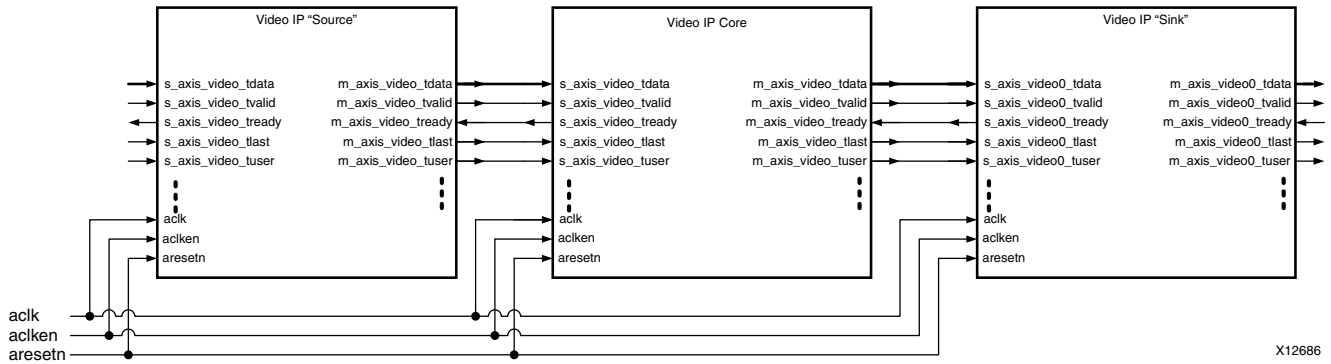 Video IP “Source”
s_axis_video_tdata m_axis_video_tdata
s_axis_video_tvalid m_axis_video_tvalid
s_axis_video_tready m_axis_video_tready
s_axis_video_tlast m_axis_video_tlast
s_axis_video_tuser m_axis_video_tuser
aclk
aclken
aresetn
Video IP Core
s_axis_video_tdata m_axis_video_tdata
s_axis_video_tvalid m_axis_video_tvalid
s_axis_video_tready m_axis_video_tready
s_axis_video_tlast m_axis_video_tlast
s_axis_video_tuser m_axis_video_tuser
aclk
aclken
aresetn
Video IP “Sink”
s_axis_video0_tdata m_axis_video0_tdata
s_axis_video0_tvalid m_axis_video0_tvalid
s_axis_video0_tready m_axis_video0_tready
s_axis_video0_tlast m_axis_video0_tlast
s_axis_video0_tuser m_axis_video0_tuser
aclk
aclken
aresetn
aclk
aclken
aresetn
X12686